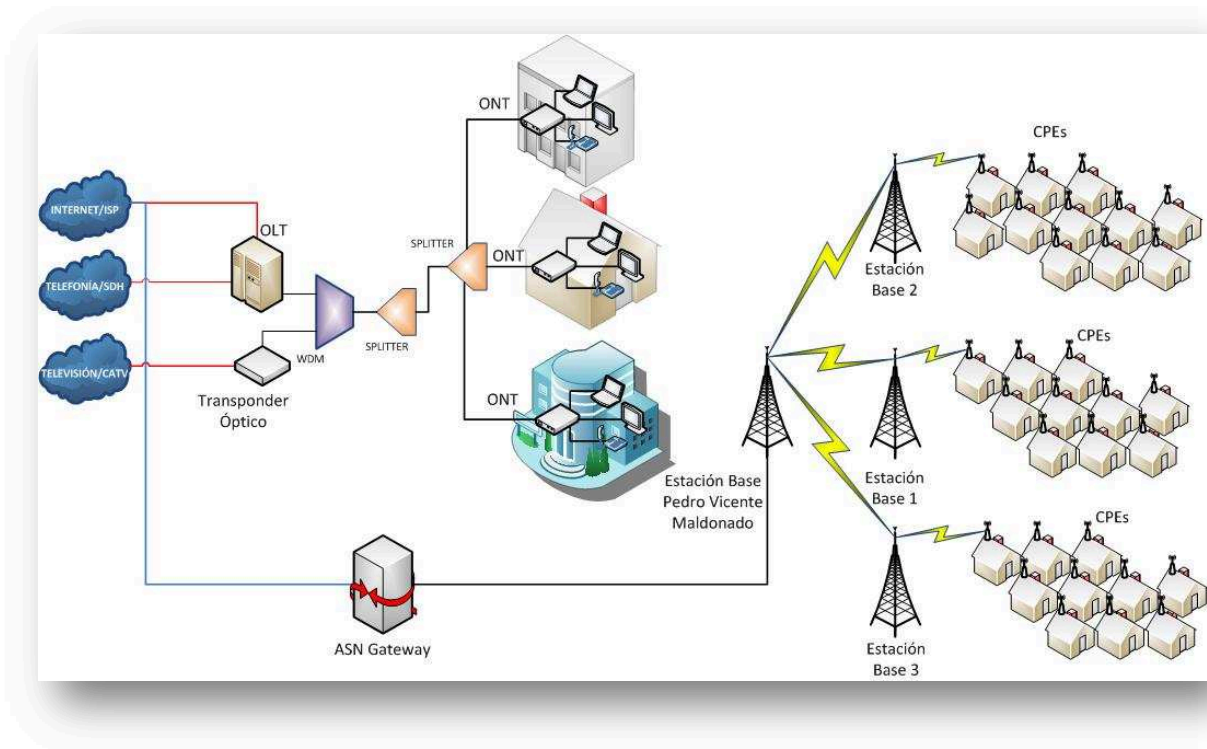 ONT
CPEs
INTERNET/ISP
OLT
SPLITTER
ONT
Estación
Base 2
TELEFONÍA/SDH
CPEs
WDM
SPLITTER
TELEVISIÓN/CATV
Transponder
Óptico
ONT
Estación Base
Pedro Vicente
Maldonado
Estación
Base 1
CPEs
ASN Gateway
Estación
Base 3